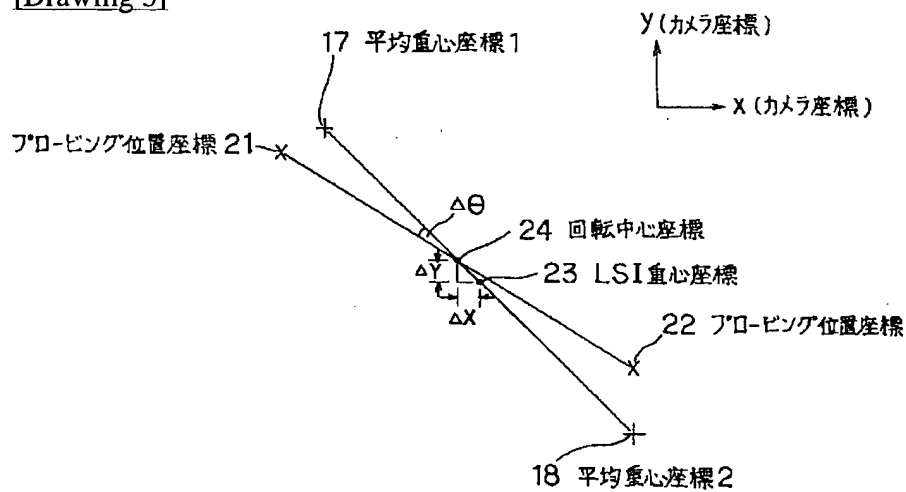 [Drawing 5]
17 平均重心座標1
Y (カメラ座標)
X (カメラ座標)
プロービング位置座標 21
Δθ
24 回転中心座標
ΔY
23 LSI重心座標
ΔX
22 プロービング位置座標
18 平均重心座標2